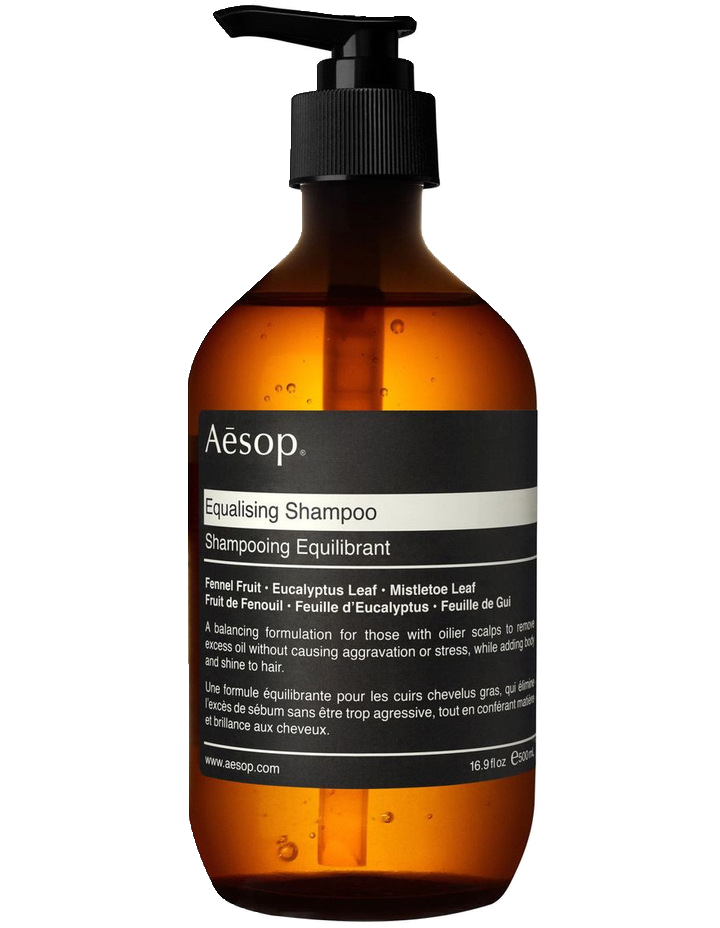 Aēsop®
Equalising Shampoo
Shampooing Equilibrant
Fennel Fruit · Eucalyptus Leaf · Mistletoe Leaf
Fruit de Fenouil · Feuille d'Eucalyptus · Feuille de Gui
A balancing formulation for those with oilier scalps to remove
excess oil without causing aggravation or stress, while adding body
and shine to hair.
Une formule équilibrante pour les cuirs chevelus gras, qui élimine
l'excès de sébum sans être trop agressive, tout en conférant matière
et brillance aux cheveux.
www.aesop.com 16.9 fl oz ℮500mL